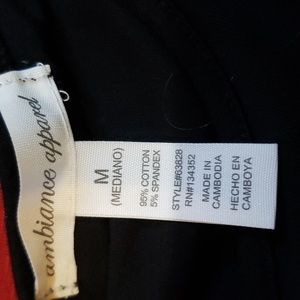 ambiance apparel
M
(MEDIANO)
95% COTTON
5% SPANDEX
STYLE#63828
RN#134352
MADE IN
CAMBODIA
HECHO EN
CAMBOYA